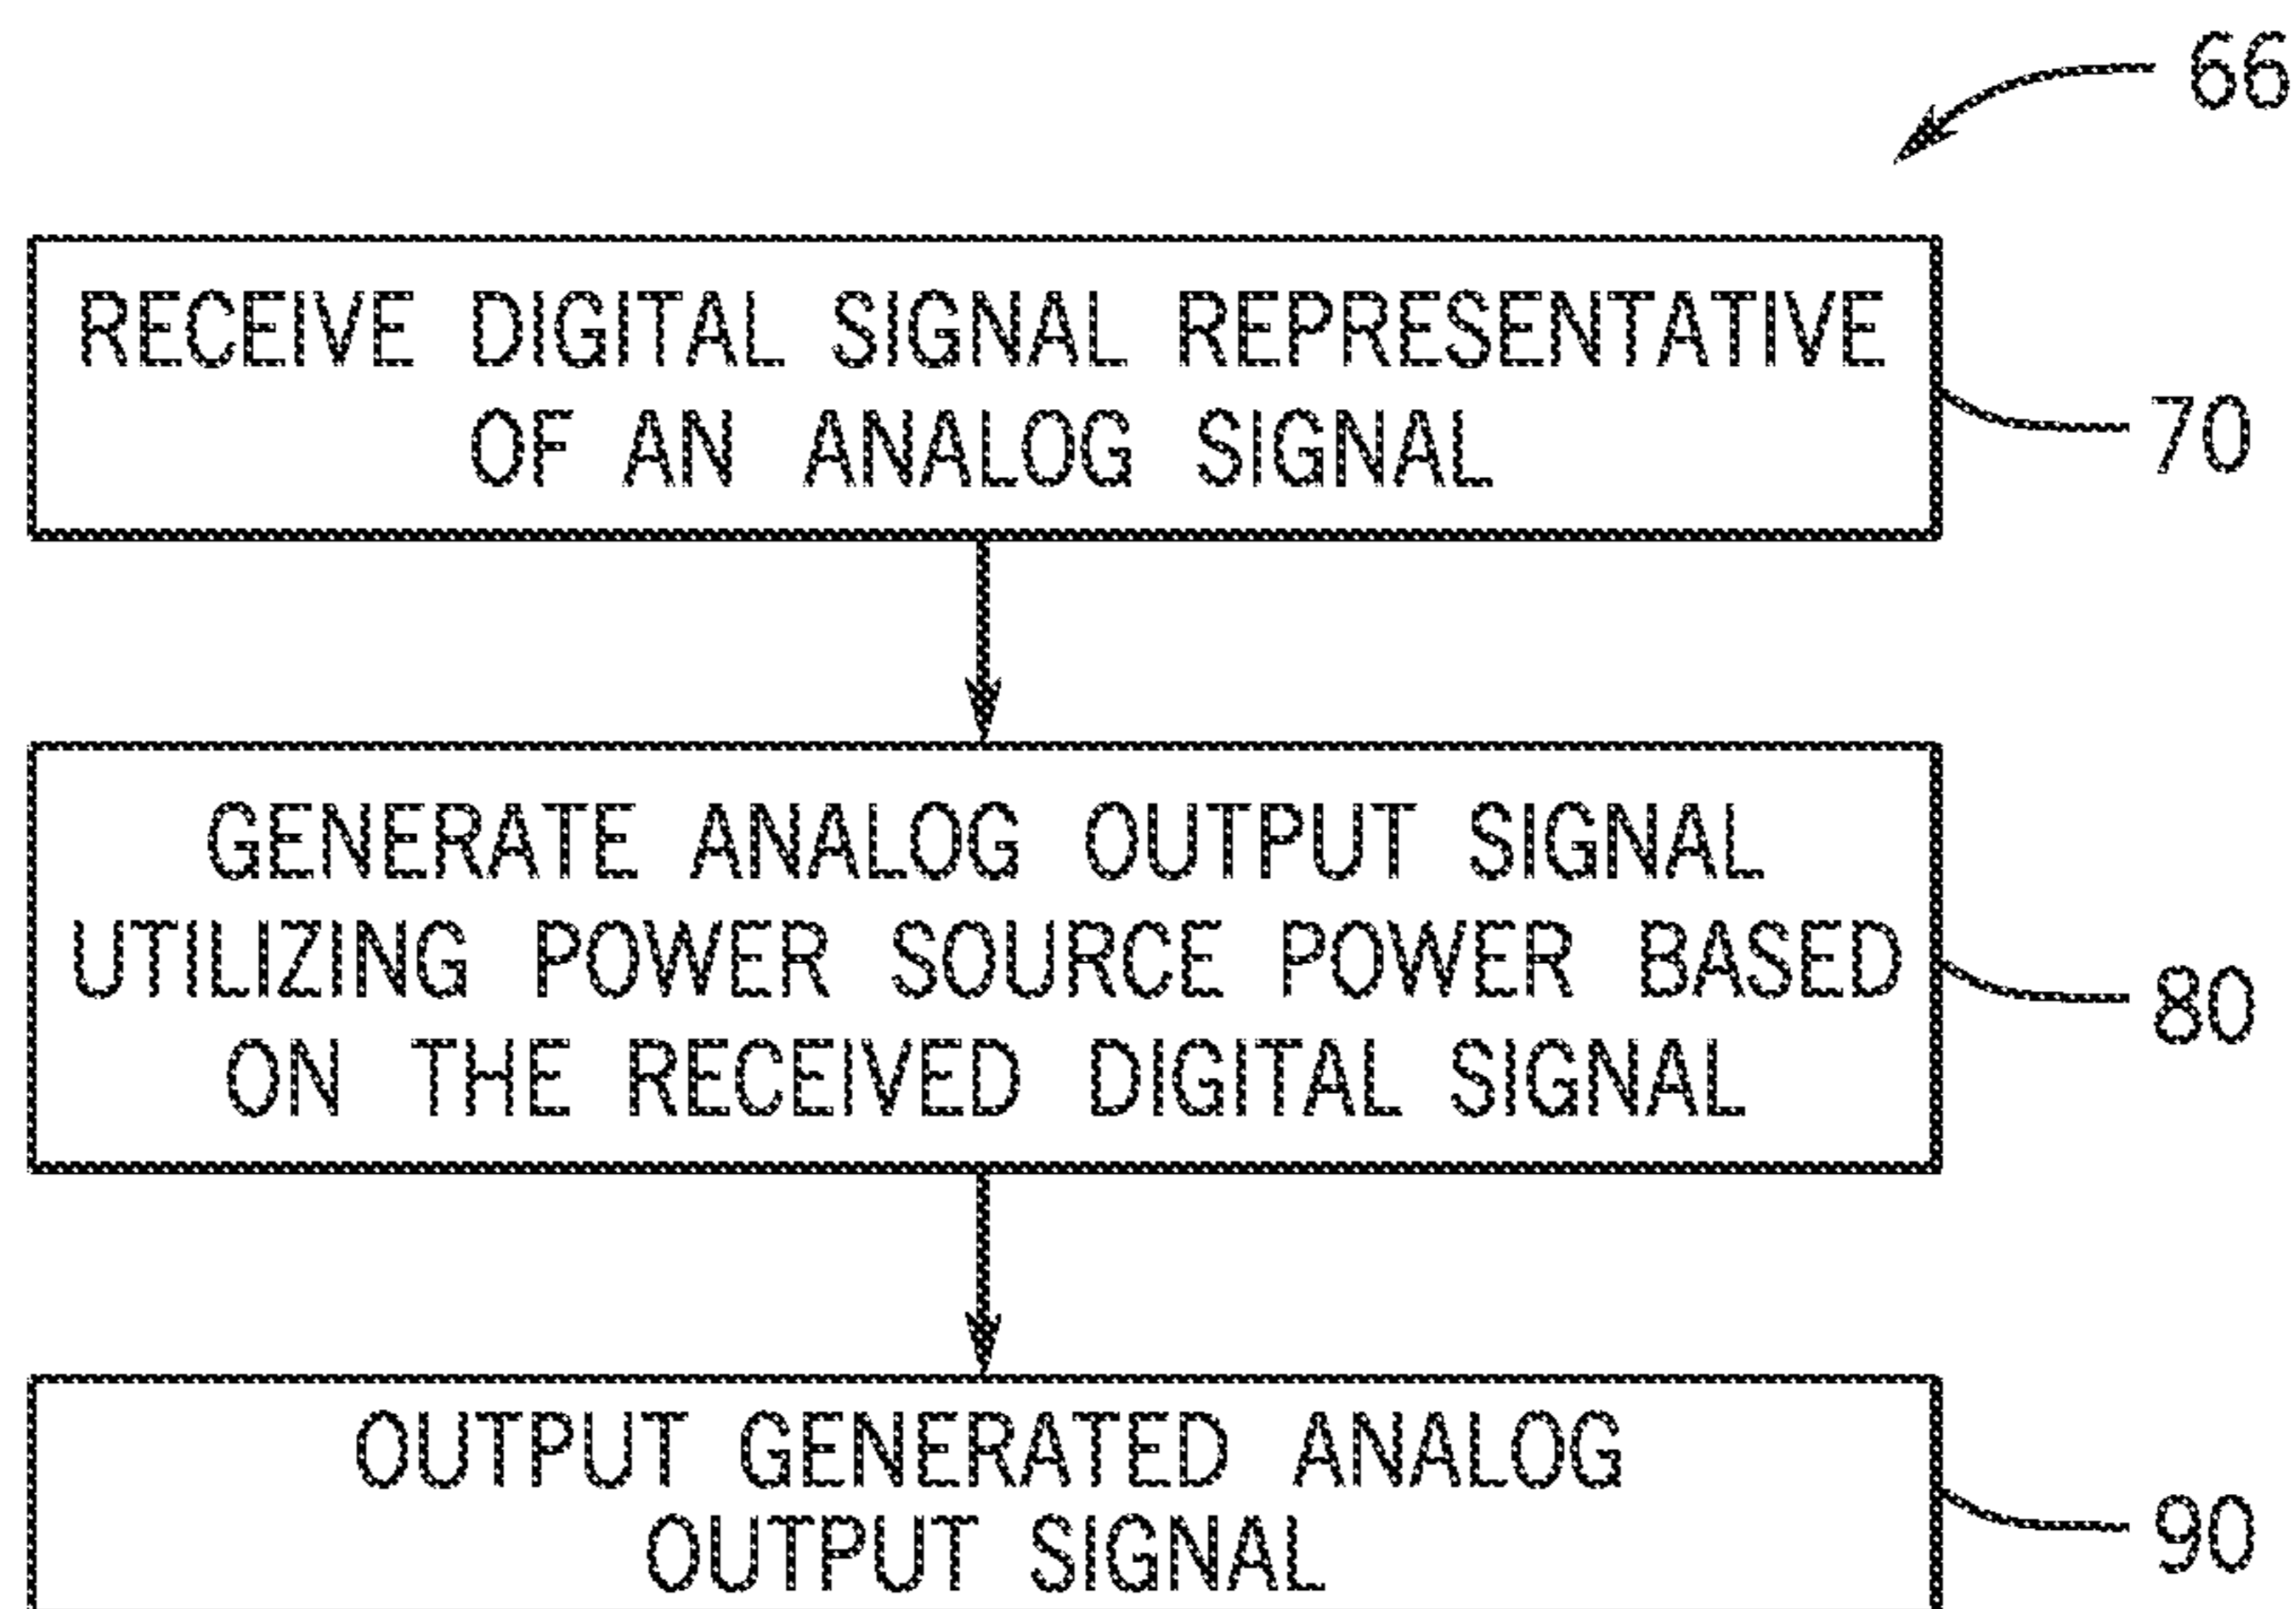 66
RECEIVE DIGITAL SIGNAL REPRESENTATIVE
OF AN ANALOG SIGNAL
70
GENERATE ANALOG OUTPUT SIGNAL
UTILIZING POWER SOURCE POWER BASED
ON THE RECEIVED DIGITAL SIGNAL
80
OUTPUT GENERATED ANALOG
OUTPUT SIGNAL
90